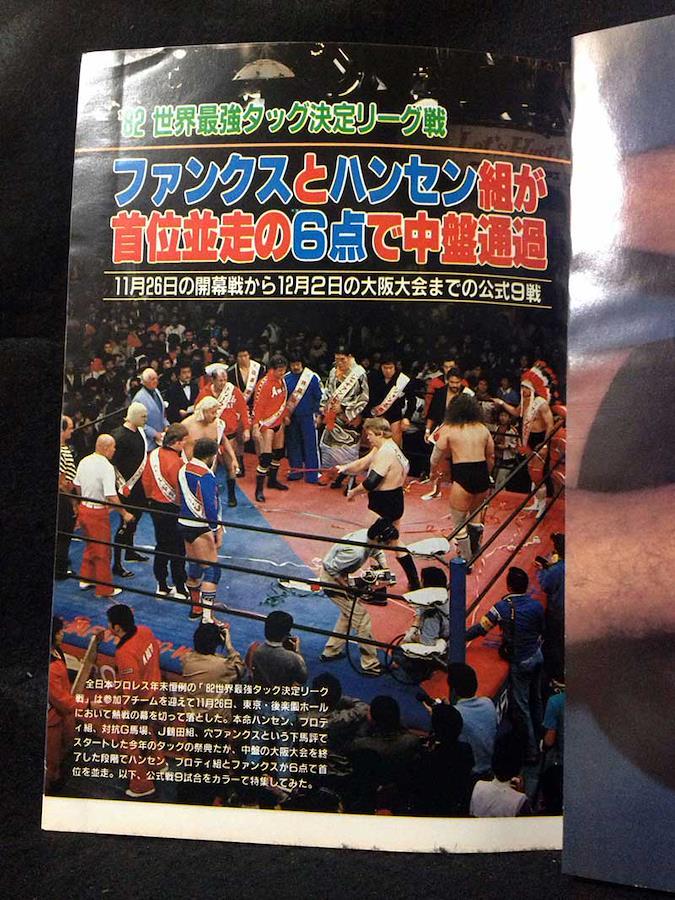 '82 世界最強タッグ決定リーグ戦
ファンクスとハンセン組が
首位並走の6点で中盤通過
11月26日の開幕戦から12月2日の大阪大会までの公式9戦
全日本プロレス年末恒例の「'82世界最強タッグ決定リーグ
戦」は参加7チームを迎えて11月26日、東京・後楽園ホール
において熱戦の幕を切って落とした。本命ハンセン、ブロデ
ィ組、対抗G馬場、J鶴田組、穴ファンクスという下馬評で
スタートした今年のタッグの祭典だが、中盤の大阪大会を終
了した段階でハンセン、ブロディ組とファンクスが6点で首
位を並走。以下、公式戦9試合をカラーで特集してみた。